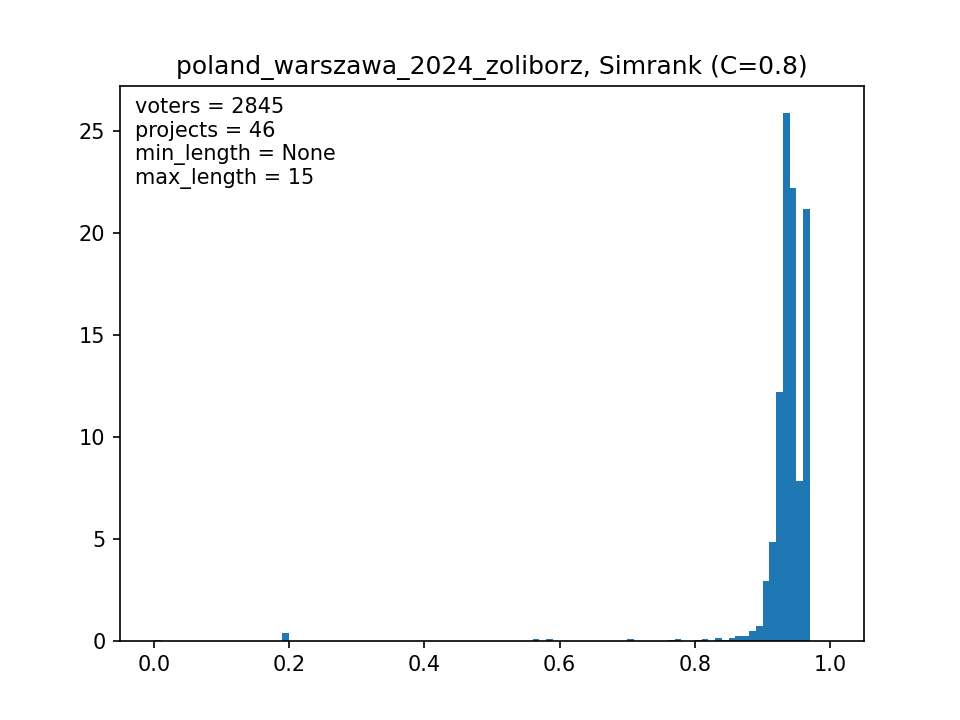 poland_warszawa_2024_zoliborz, Simrank (C=0.8)
voters = 2845
projects = 46
min_length = None
max_length = 15
25
20
15
10
5
0
0.0 0.2 0.4 0.6 0.8 1.0